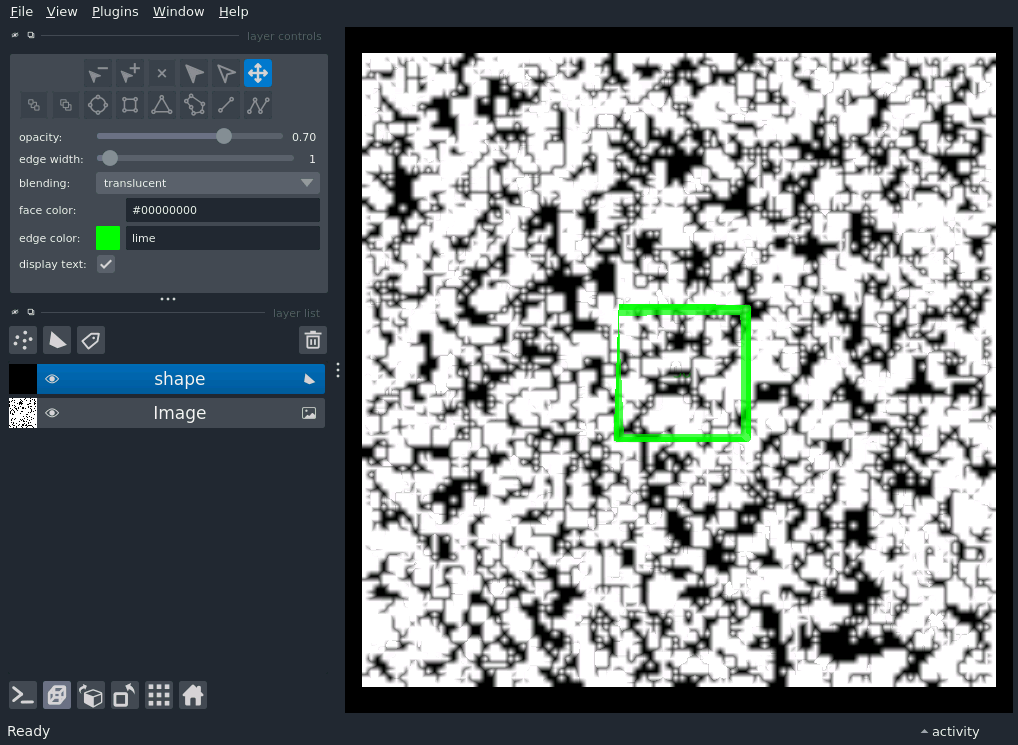 File View Plugins Window Help
layer controls
opacity: 0.70
edge width: 1
blending: translucent
face color: #00000000
edge color: lime
display text:
layer list
shape
Image
Ready
activity